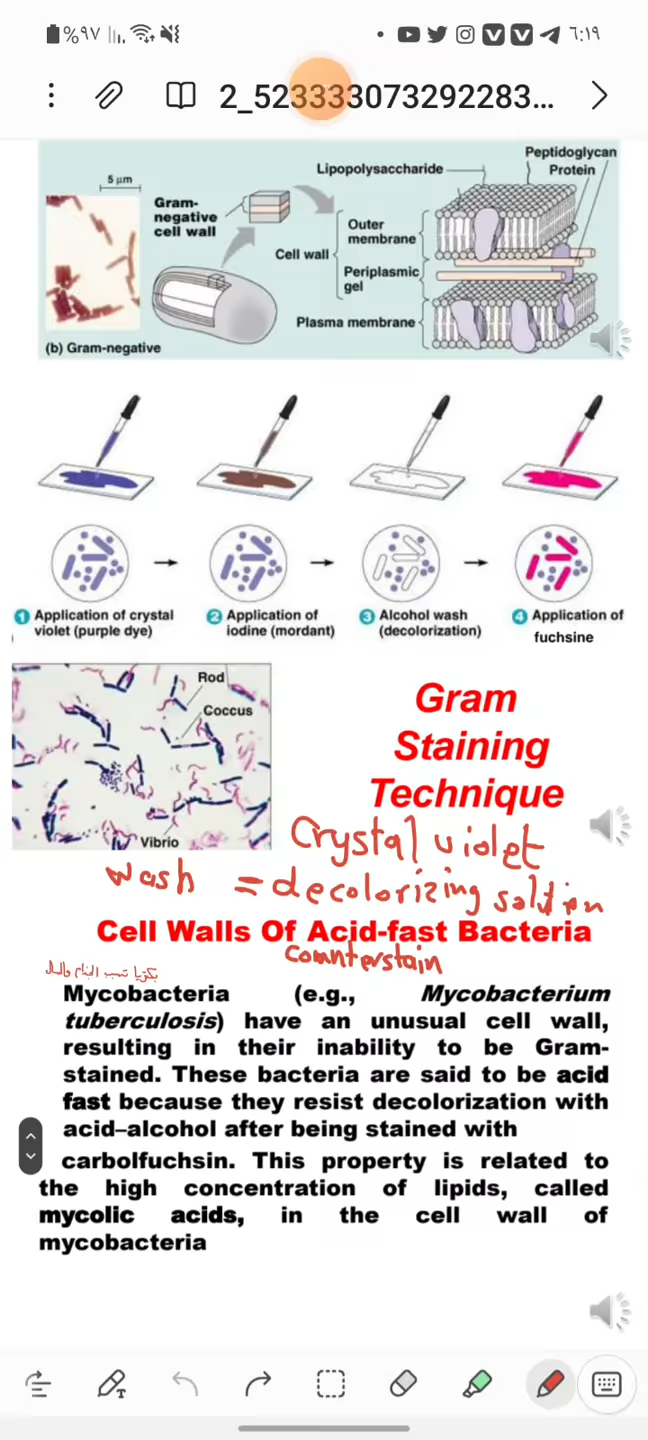 %٩٧
٦:١٩
2_523333073292283...
5 µm
Gram-
negative
cell wall
Lipopolysaccharide
Peptidoglycan
Protein
Outer
membrane
Cell wall
Periplasmic
gel
Plasma membrane
(b) Gram-negative
1 Application of crystal
violet (purple dye)
2 Application of
iodine (mordant)
3 Alcohol wash
(decolorization)
4 Application of
fuchsine
Rod
Coccus
Vibrio
Gram
Staining
Technique
Crystal violet
wash = decolorizing solution
Cell Walls Of Acid-fast Bacteria
counterstain
بكتريا تسبب الجذام والسل
Mycobacteria (e.g., Mycobacterium
tuberculosis) have an unusual cell wall,
resulting in their inability to be Gram-
stained. These bacteria are said to be acid
fast because they resist decolorization with
acid–alcohol after being stained with
carbolfuchsin. This property is related to
the high concentration of lipids, called
mycolic acids, in the cell wall of
mycobacteria